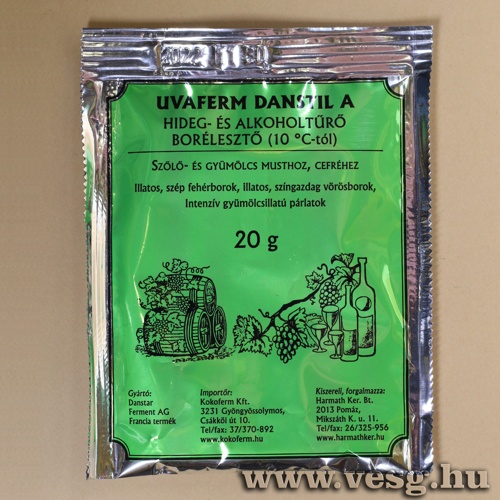 UVAFERM DANSTIL A
HIDEG- ÉS ALKOHOLTŰRŐ
BORÉLESZTŐ (10 °C-tól)
SZŐLŐ- ÉS GYÜMÖLCS MUSTHOZ, CEFRÉHEZ
Illatos, szép fehérborok, illatos, színgazdag vörösborok,
Intenzív gyümölcsillatú párlatok
20 g
Gyártó:
Danstar
Ferment AG
Francia termék
Importőr:
Kokoferm Kft.
3231 Gyöngyössolymos,
Csákkői út 10.
Tel/fax: 37/370-892
www.kokoferm.hu
Kiszereli, forgalmazza:
Harmath Ker. Bt.
2013 Pomáz,
Mikszáth K. u. 11.
Tel/fax: 26/325-956
www.harmathker.hu
www.vesg.hu